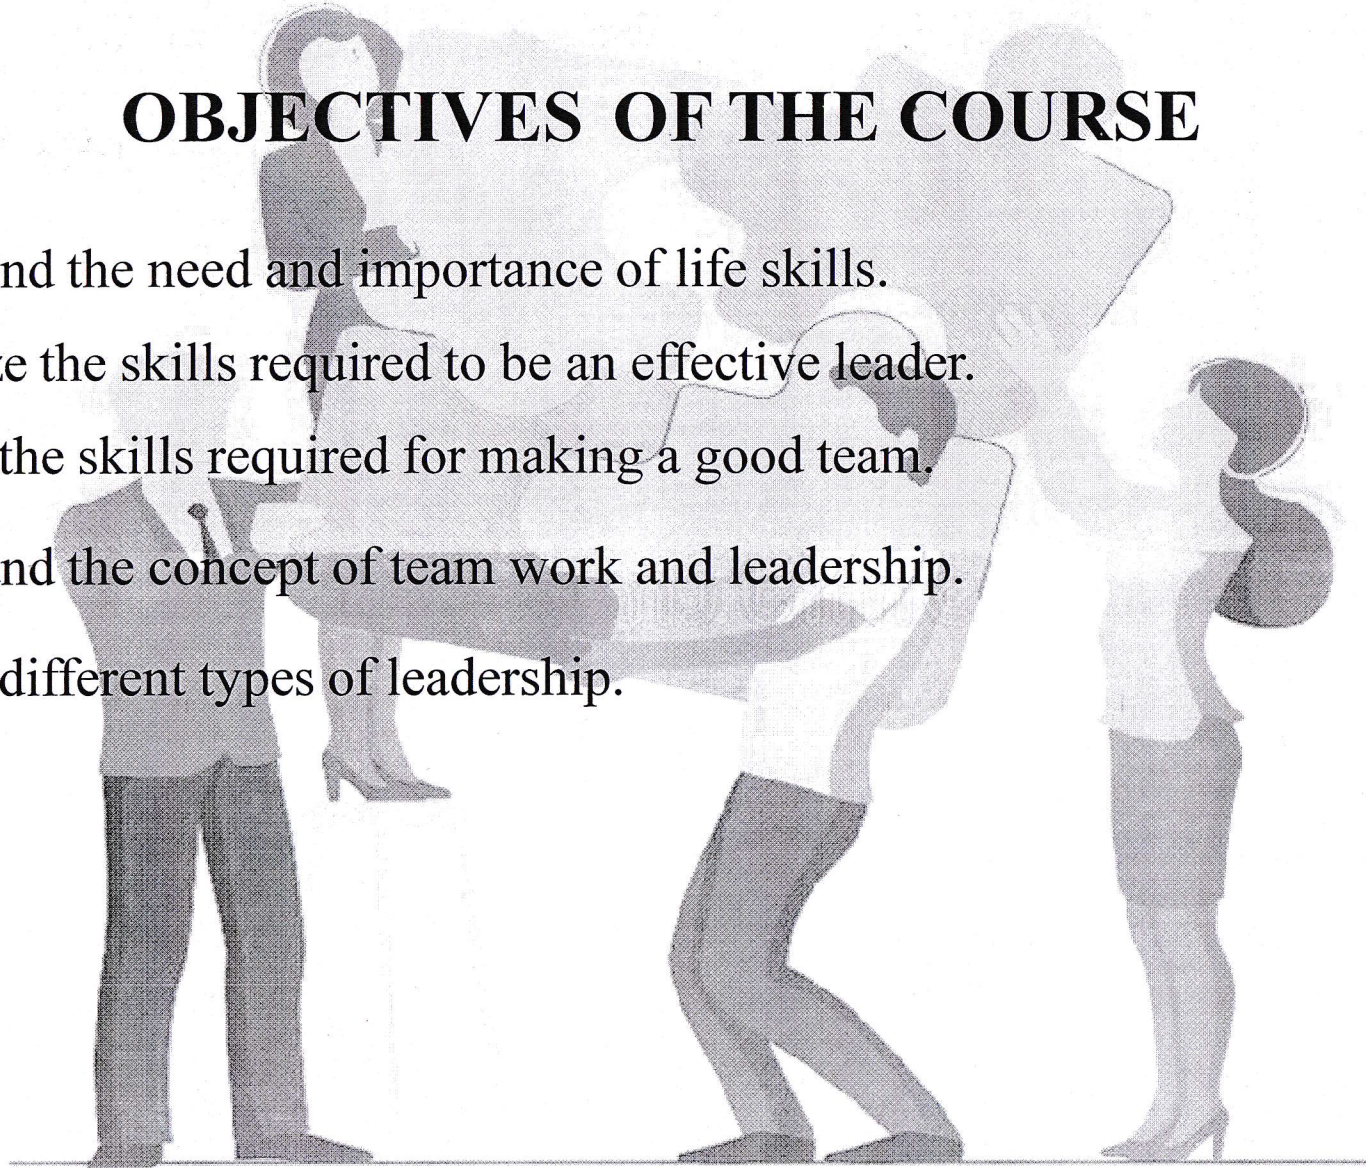 OBJECTIVES OF THE COURSE
nd the need and importance of life skills.
ze the skills required to be an effective leader.
the skills required for making a good team.
nd the concept of team work and leadership.
different types of leadership.